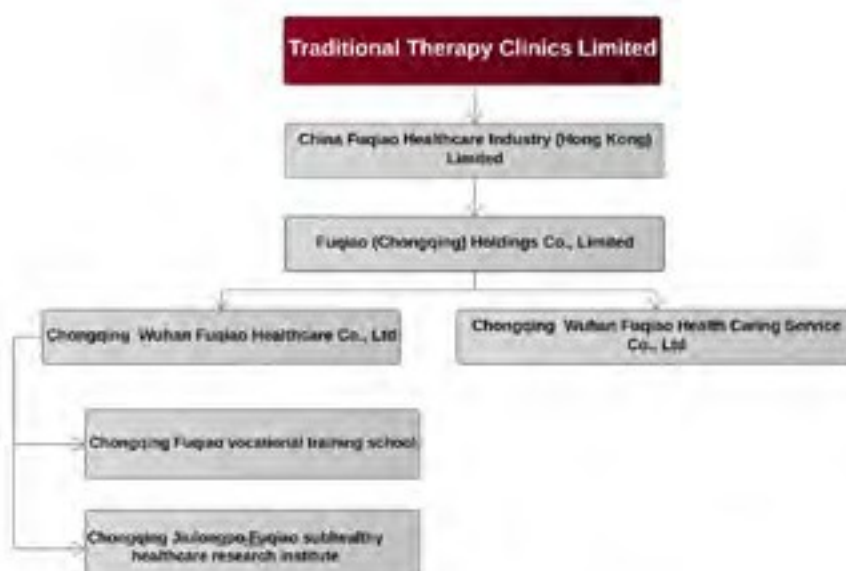 Traditional Therapy Clinics Limited
China Fuqiao Healthcare Industry (Hong Kong)
Limited
Fuqiao (Chongqing) Holdings Co., Limited
Chongqing Wuhan Fuqiao Healthcare Co., Ltd
Chongqing Wuhan Fuqiao Health Caring Service
Co., Ltd
Chongqing Fuqiao vocational training school
Chongqing Jiulongpo Fuqiao subhealthy
healthcare research institute